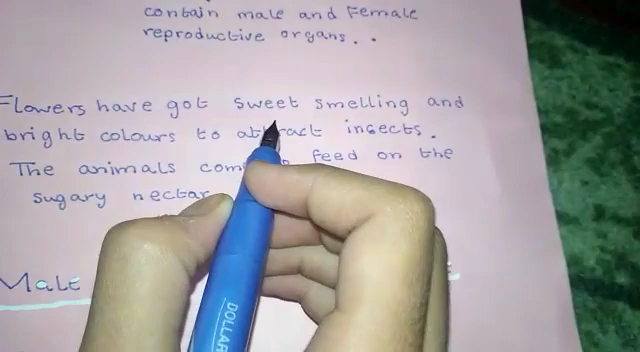 contain male and Female
reproductive organs..
Flowers have got sweet smelling and
bright colours to attract insects.
The animals feed on the
sugary nectar
Male
DOLLAR